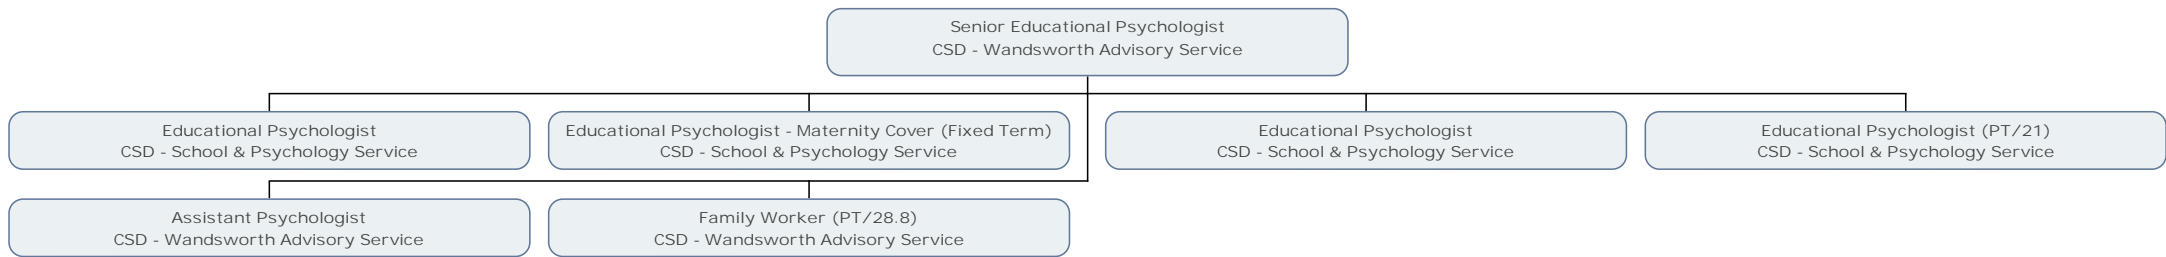 Senior Educational Psychologist
CSD - Wandsworth Advisory Service
Educational Psychologist
CSD - School & Psychology Service
Educational Psychologist - Maternity Cover (Fixed Term)
CSD - School & Psychology Service
Educational Psychologist
CSD - School & Psychology Service
Educational Psychologist (PT/21)
CSD - School & Psychology Service
Assistant Psychologist
CSD - Wandsworth Advisory Service
Family Worker (PT/28.8)
CSD - Wandsworth Advisory Service